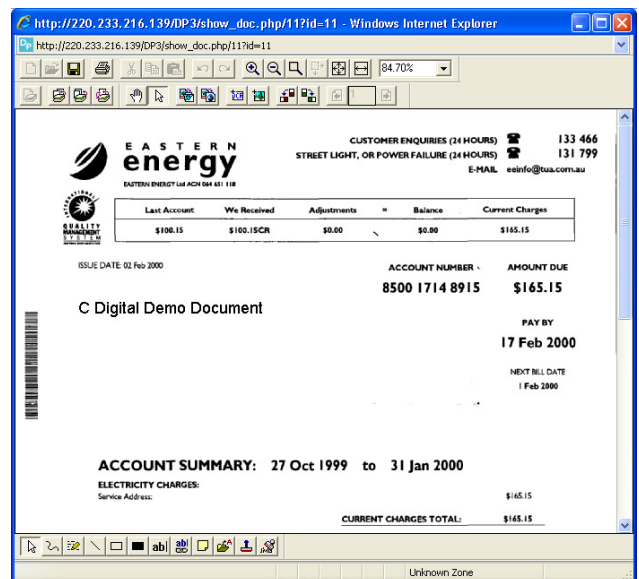 http://220.233.216.139/DP3/show_doc.php/11?id=11 - Windows Internet Explorer
http://220.233.216.139/DP3/show_doc.php/11?id=11
84.70%
1
EASTERN
energy
EASTERN ENERGY Ltd ACN 064 651 118
CUSTOMER ENQUIRIES (24 HOURS) 133 466
STREET LIGHT, OR POWER FAILURE (24 HOURS) 131 799
E-MAIL eeinfo@tua.com.au
INTERNATIONAL
QUALITY
MANAGEMENT
SYSTEM
Last Account We Received Adjustments = Balance Current Charges
$100.15 $100.15CR $0.00 $0.00 $165.15
ISSUE DATE: 02 Feb 2000
ACCOUNT NUMBER AMOUNT DUE
8500 1714 8915 $165.15
C Digital Demo Document
PAY BY
17 Feb 2000
NEXT BILL DATE
1 Feb 2000
ACCOUNT SUMMARY: 27 Oct 1999 to 31 Jan 2000
ELECTRICITY CHARGES:
Service Address: $165.15
CURRENT CHARGES TOTAL: $165.15
ab|
ab|
Unknown Zone